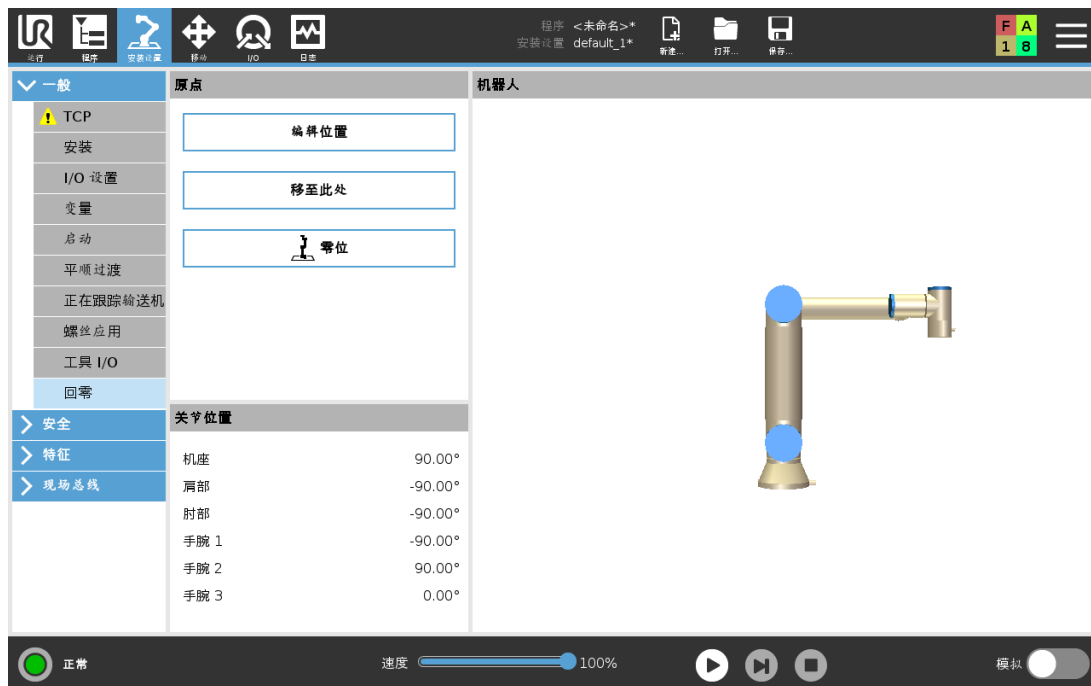 程序 <未命名>*
安装设置 default_1*
运行 程序 安装设置 移动 I/O 日志 新建... 打开... 保存...
F A
1 8
一般
TCP
安装
I/O 设置
变量
启动
平顺过渡
正在跟踪输送机
螺丝应用
工具 I/O
回零
安全
特征
现场总线
原点
编辑位置
移至此处
零位
关节位置
机座 90.00°
肩部 -90.00°
肘部 -90.00°
手腕 1 -90.00°
手腕 2 90.00°
手腕 3 0.00°
机器人
正常
速度 100%
模拟